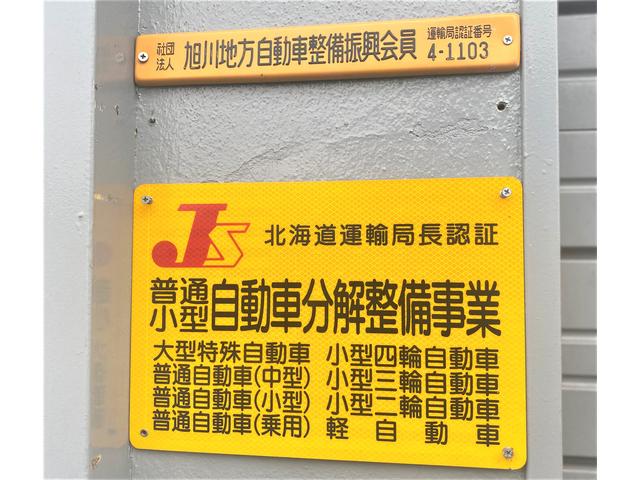 社団法人 旭川地方自動車整備振興会員 運輸局認証番号 4-1103
JS 北海道運輸局長認証
普通小型 自動車分解整備事業
大型特殊自動車 小型四輪自動車
普通自動車(中型) 小型三輪自動車
普通自動車(小型) 小型二輪自動車
普通自動車(乗用) 軽自動車